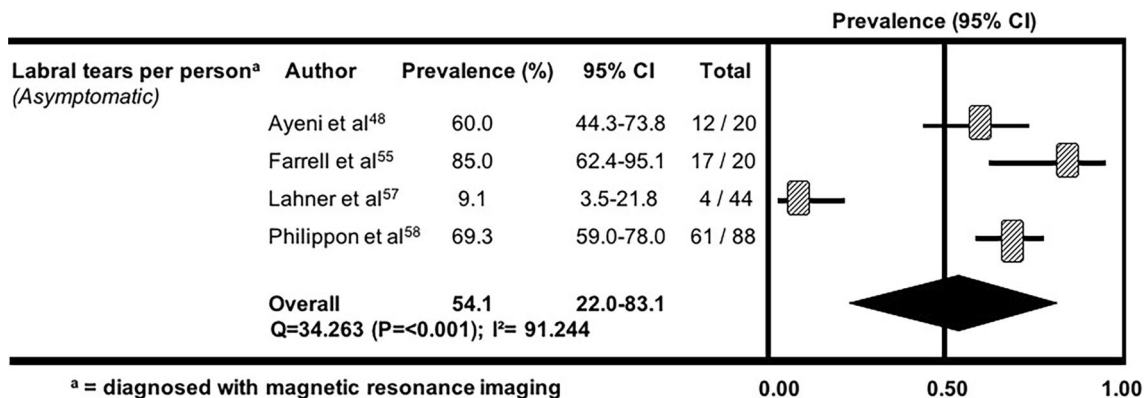 Prevalence (95% CI)
Labral tears per personᵃ Author Prevalence (%) 95% CI Total
(Asymptomatic)
Ayeni et al⁴⁸ 60.0 44.3-73.8 12 / 20
Farrell et al⁵⁵ 85.0 62.4-95.1 17 / 20
Lahner et al⁵⁷ 9.1 3.5-21.8 4 / 44
Philippon et al⁵⁸ 69.3 59.0-78.0 61 / 88
Overall 54.1 22.0-83.1
Q=34.263 (P=<0.001); I²= 91.244
ᵃ = diagnosed with magnetic resonance imaging 0.00 0.50 1.00